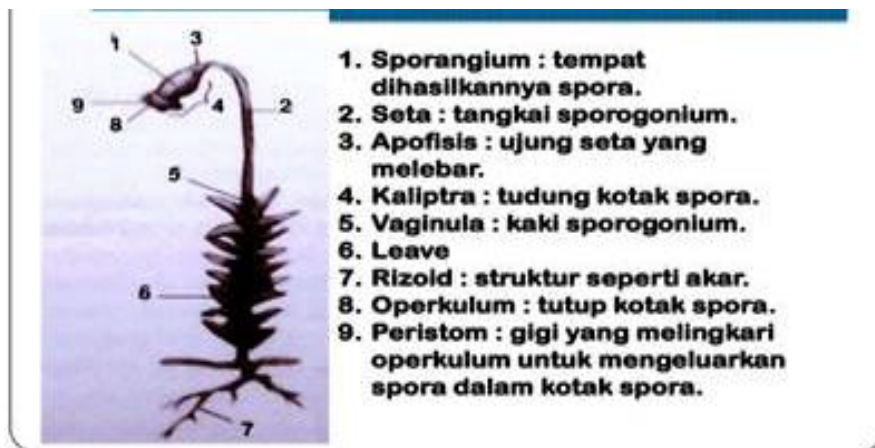 1
3
9
4
2
8
5
6
7
1. Sporangium : tempat
dihasilkannya spora.
2. Seta : tangkai sporogonium.
3. Apofisis : ujung seta yang
melebar.
4. Kaliptra : tudung kotak spora.
5. Vaginula : kaki sporogonium.
6. Leave
7. Rizoid : struktur seperti akar.
8. Operkulum : tutup kotak spora.
9. Peristom : gigi yang melingkari
operkulum untuk mengeluarkan
spora dalam kotak spora.